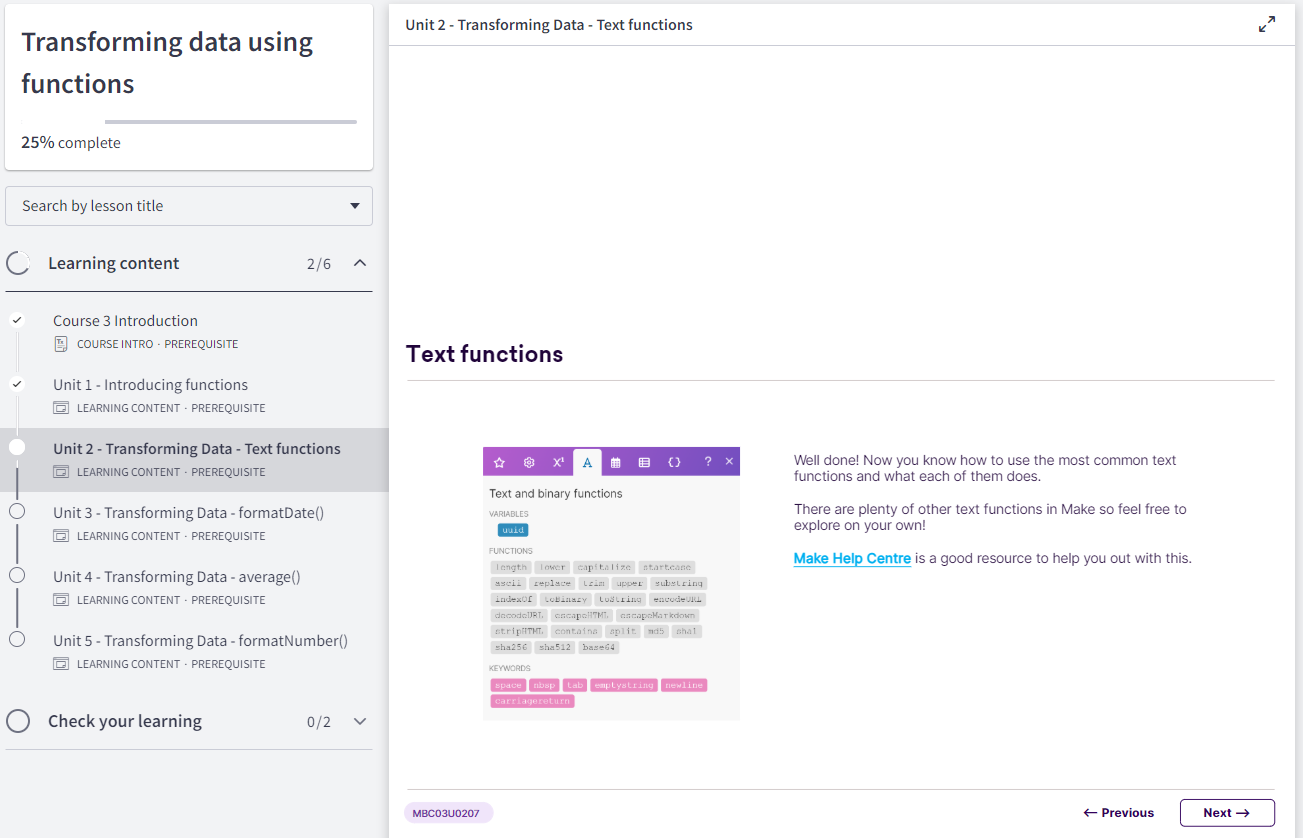 Transforming data using
functions
25% complete
Search by lesson title
Learning content 2/6
Course 3 Introduction
COURSE INTRO · PREREQUISITE
Unit 1 - Introducing functions
LEARNING CONTENT · PREREQUISITE
Unit 2 - Transforming Data - Text functions
LEARNING CONTENT · PREREQUISITE
Unit 3 - Transforming Data - formatDate()
LEARNING CONTENT · PREREQUISITE
Unit 4 - Transforming Data - average()
LEARNING CONTENT · PREREQUISITE
Unit 5 - Transforming Data - formatNumber()
LEARNING CONTENT · PREREQUISITE
Check your learning 0/2
Unit 2 - Transforming Data - Text functions
Text functions
X¹ A { } ? ×
Text and binary functions
VARIABLES
uuid
FUNCTIONS
length lower capitalize startcase
ascii replace trim upper substring
indexOf toBinary toString encodeURL
decodeURL escapeHTML escapeMarkdown
stripHTML contains split md5 sha1
sha256 sha512 base64
KEYWORDS
space nbsp tab emptystring newline
carriagereturn
Well done! Now you know how to use the most common text
functions and what each of them does.
There are plenty of other text functions in Make so feel free to
explore on your own!
Make Help Centre is a good resource to help you out with this.
MBC03U0207
← Previous
Next →